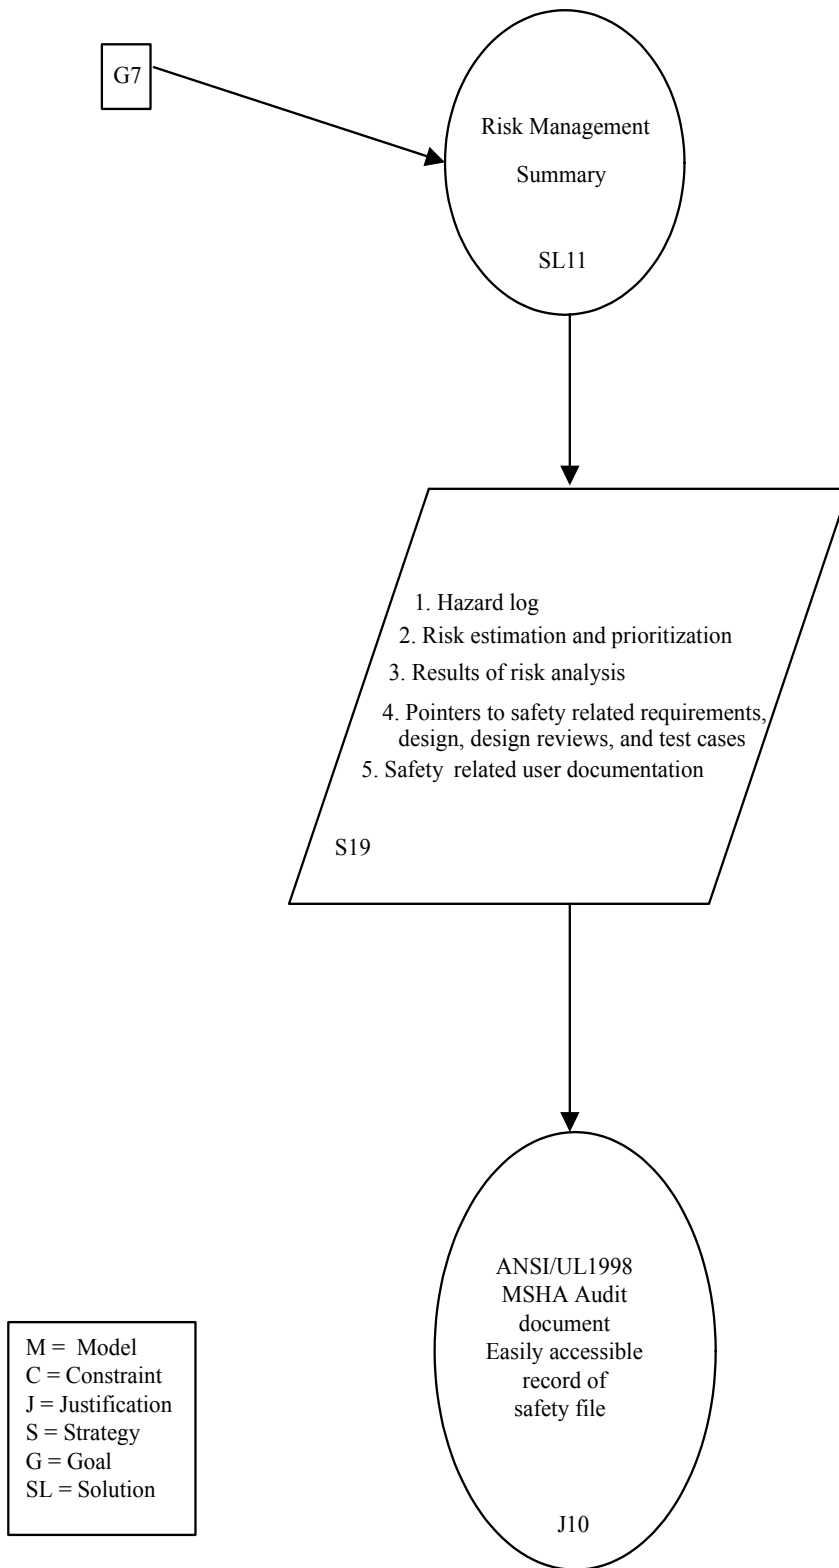 G7
Risk Management
Summary
SL11
1. Hazard log
2. Risk estimation and prioritization
3. Results of risk analysis
4. Pointers to safety related requirements,
design, design reviews, and test cases
5. Safety related user documentation
S19
ANSI/UL1998
MSHA Audit
document
Easily accessible
record of
safety file
J10
M = Model
C = Constraint
J = Justification
S = Strategy
G = Goal
SL = Solution